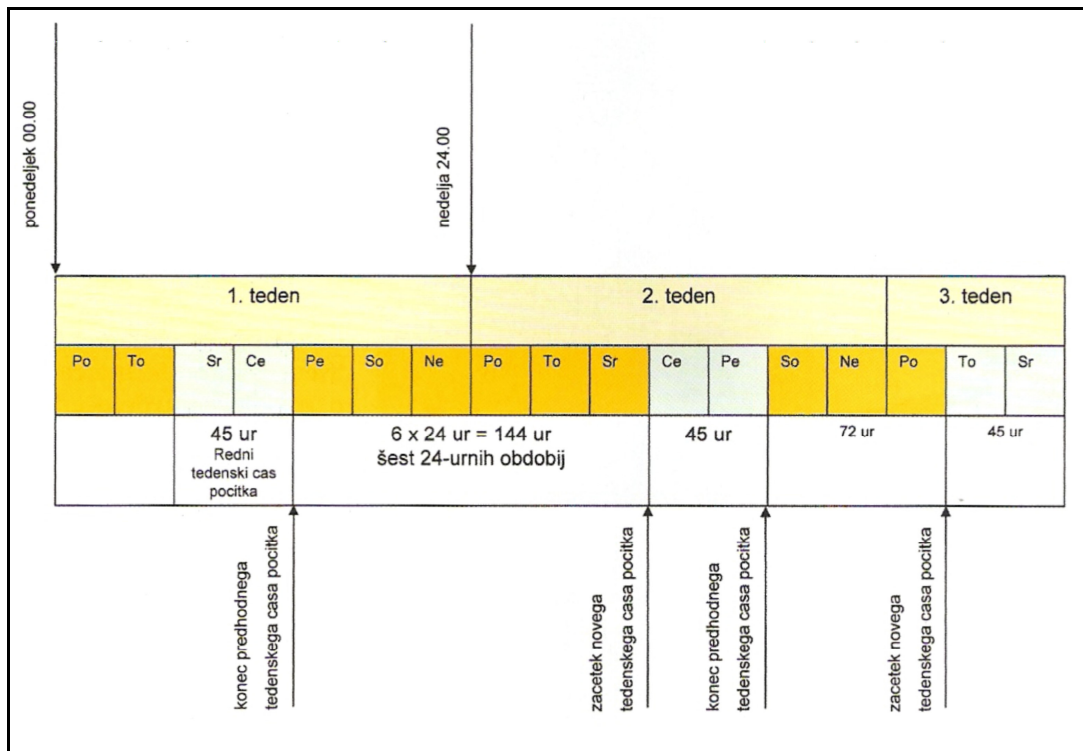 ponedeljek 00.00
nedelja 24.00
1. teden
2. teden
3. teden
Po To Sr Ce Pe So Ne Po To Sr Ce Pe So Ne Po To Sr
45 ur
Redni
tedenski cas
pocitka
6 x 24 ur = 144 ur
šest 24-urnih obdobij
45 ur
72 ur
45 ur
konec predhodnega
tedenskega casa pocitka
zacetek novega
tedenskega casa pocitka
konec predhodnega
tedenskega casa pocitka
zacetek novega
tedenskega casa pocitka